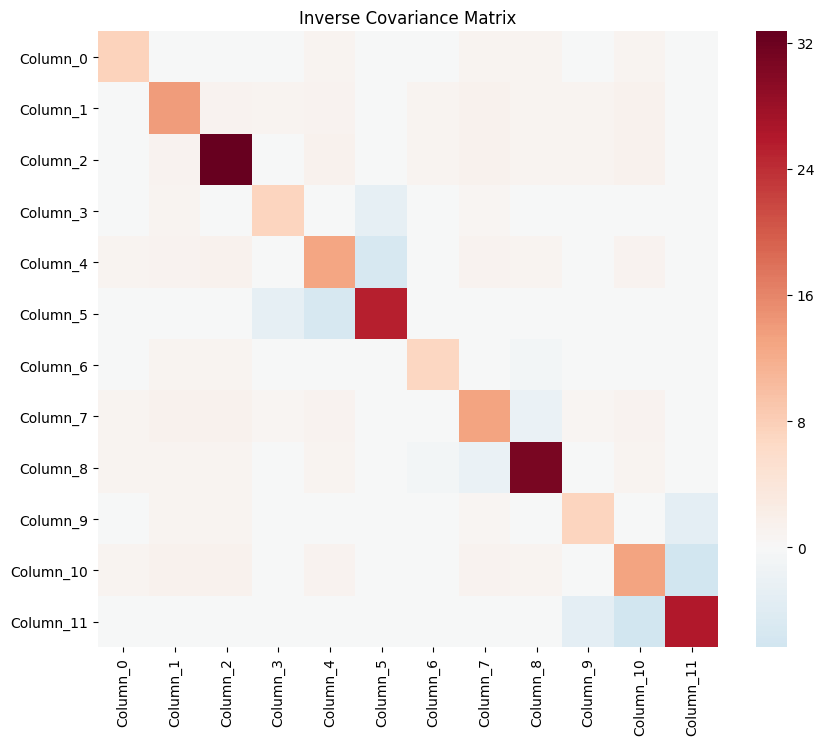 Inverse Covariance Matrix
Column_0
Column_1
Column_2
Column_3
Column_4
Column_5
Column_6
Column_7
Column_8
Column_9
Column_10
Column_11
Column_0
Column_1
Column_2
Column_3
Column_4
Column_5
Column_6
Column_7
Column_8
Column_9
Column_10
Column_11
32
24
16
8
0